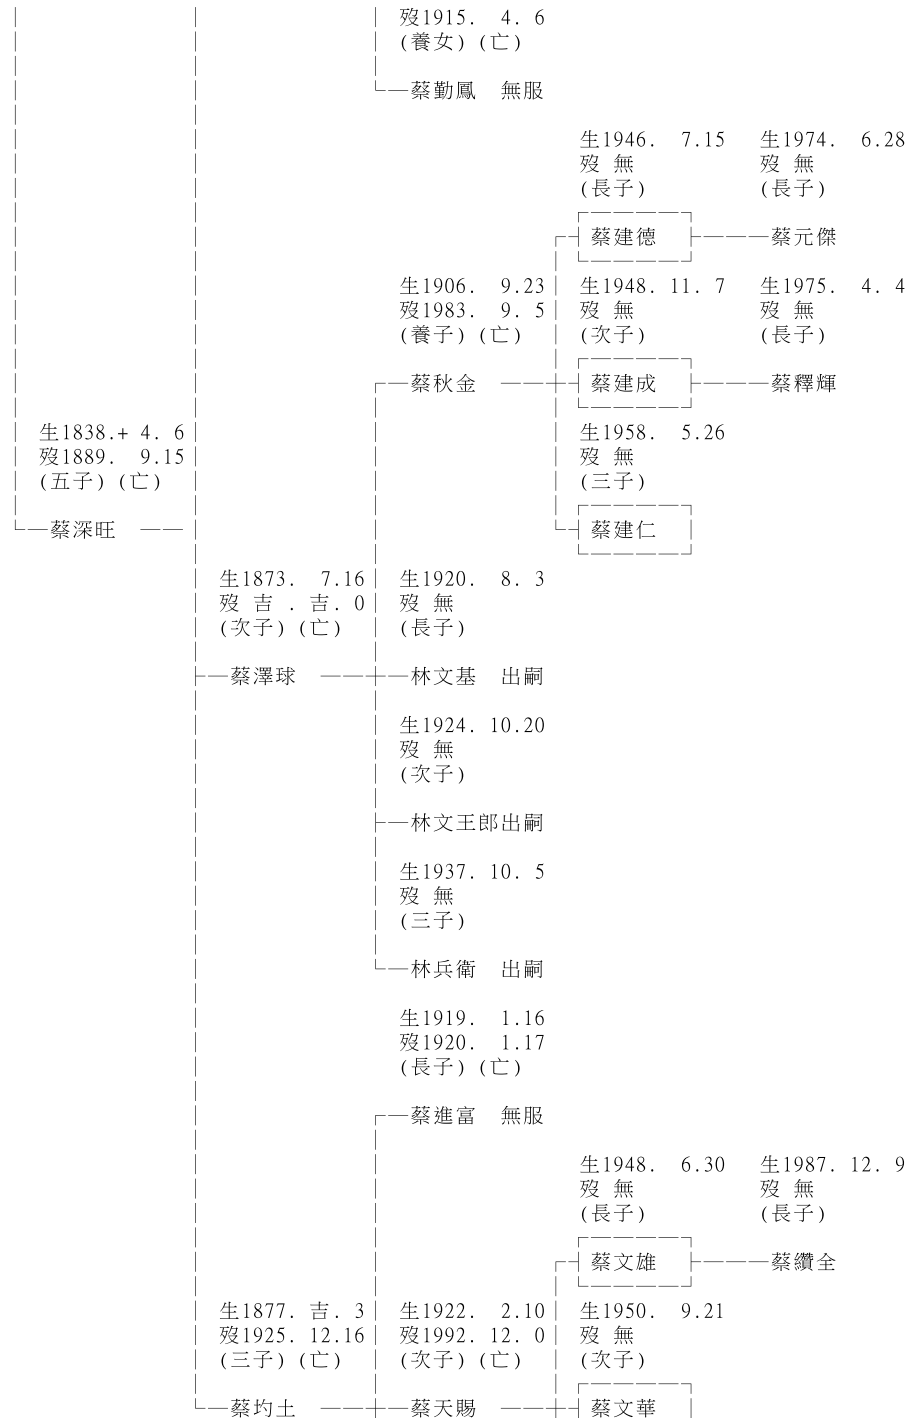 歿1915. 4. 6
(養女)(亡)
蔡勤鳳 無服
生1946. 7.15 生1974. 6.28
歿 無 歿 無
(長子) (長子)
蔡建德 蔡元傑
生1906. 9.23 生1948. 11. 7 生1975. 4. 4
歿1983. 9. 5 歿 無 歿 無
(養子)(亡) (次子) (長子)
蔡秋金 蔡建成 蔡釋輝
生1838.+ 4. 6 生1958. 5.26
歿1889. 9.15 歿 無
(五子)(亡) (三子)
蔡深旺 蔡建仁
生1873. 7.16 生1920. 8. 3
歿 吉 . 吉. 0 歿 無
(次子)(亡) (長子)
蔡澤球 林文基 出嗣
生1924. 10.20
歿 無
(次子)
林文王郎出嗣
生1937. 10. 5
歿 無
(三子)
林兵衛 出嗣
生1919. 1.16
歿1920. 1.17
(長子)(亡)
蔡進富 無服
生1948. 6.30 生1987. 12. 9
歿 無 歿 無
(長子) (長子)
蔡文雄 蔡纘全
生1877. 吉. 3 生1922. 2.10 生1950. 9.21
歿1925. 12.16 歿1992. 12. 0 歿 無
(三子)(亡) (次子)(亡) (次子)
蔡圴土 蔡天賜 蔡文華